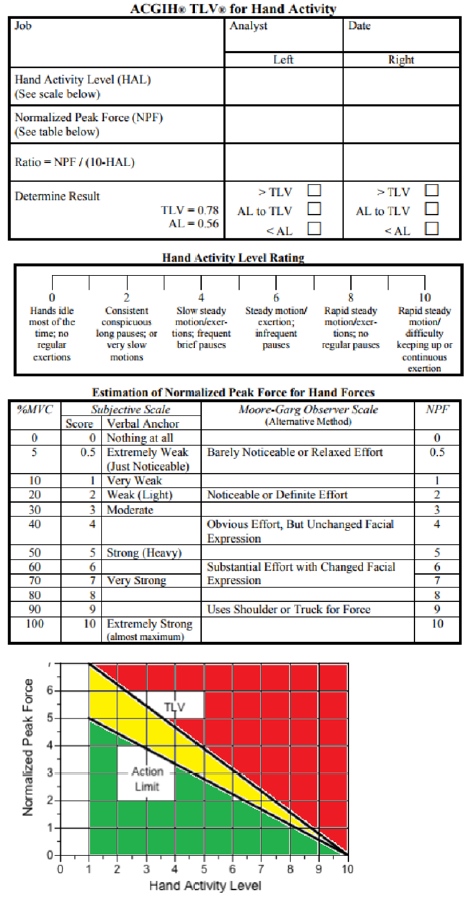 ACGIH® TLV® for Hand Activity
Job Analyst Date
Left Right
Hand Activity Level (HAL)
(See scale below)
Normalized Peak Force (NPF)
(See table below)
Ratio = NPF / (10-HAL)
Determine Result
TLV = 0.78
AL = 0.56
> TLV
AL to TLV
< AL
> TLV
AL to TLV
< AL
Hand Activity Level Rating
0 2 4 6 8 10
Hands idle most of the time; no regular exertions
Consistent conspicuous long pauses; or very slow motions
Slow steady motion/exertions; frequent brief pauses
Steady motion/exertion; infrequent pauses
Rapid steady motion/exertions; no regular pauses
Rapid steady motion/difficulty keeping up or continuous exertion
Estimation of Normalized Peak Force for Hand Forces
%MVC Subjective Scale Moore-Garg Observer Scale NPF
Score Verbal Anchor (Alternative Method)
0 0 Nothing at all 0
5 0.5 Extremely Weak Barely Noticeable or Relaxed Effort 0.5
(Just Noticeable)
10 1 Very Weak 1
20 2 Weak (Light) Noticeable or Definite Effort 2
30 3 Moderate 3
40 4 Obvious Effort, But Unchanged Facial 4
Expression
50 5 Strong (Heavy) 5
60 6 Substantial Effort with Changed Facial 6
70 7 Very Strong Expression 7
80 8 8
90 9 Uses Shoulder or Truck for Force 9
100 10 Extremely Strong 10
(almost maximum)
Normalized Peak Force
7
6
5
4
3
2
1
0
TLV
Action
Limit
0 1 2 3 4 5 6 7 8 9 10
Hand Activity Level